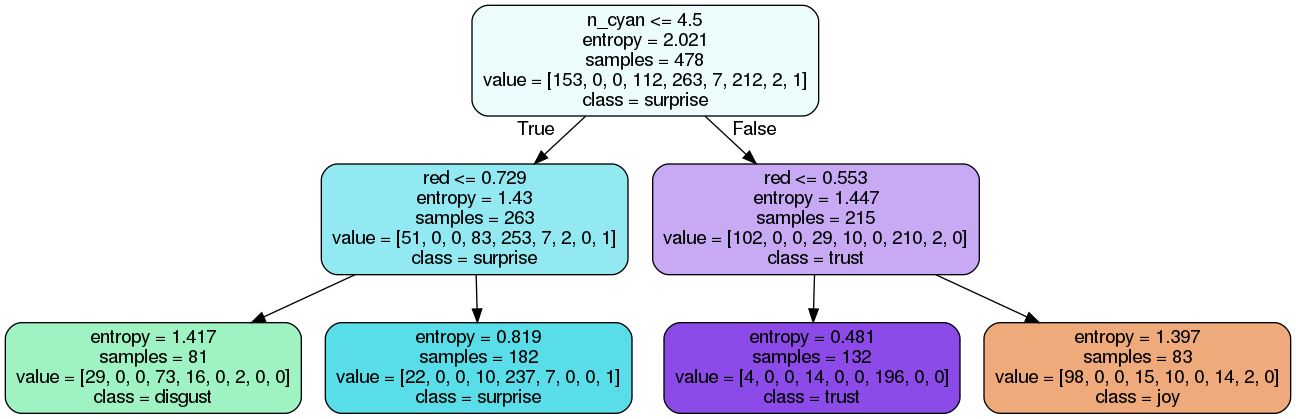 n_cyan <= 4.5
entropy = 2.021
samples = 478
value = [153, 0, 0, 112, 263, 7, 212, 2, 1]
class = surprise
True
False
red <= 0.729
entropy = 1.43
samples = 263
value = [51, 0, 0, 83, 253, 7, 2, 0, 1]
class = surprise
red <= 0.553
entropy = 1.447
samples = 215
value = [102, 0, 0, 29, 10, 0, 210, 2, 0]
class = trust
entropy = 1.417
samples = 81
value = [29, 0, 0, 73, 16, 0, 2, 0, 0]
class = disgust
entropy = 0.819
samples = 182
value = [22, 0, 0, 10, 237, 7, 0, 0, 1]
class = surprise
entropy = 0.481
samples = 132
value = [4, 0, 0, 14, 0, 0, 196, 0, 0]
class = trust
entropy = 1.397
samples = 83
value = [98, 0, 0, 15, 10, 0, 14, 2, 0]
class = joy